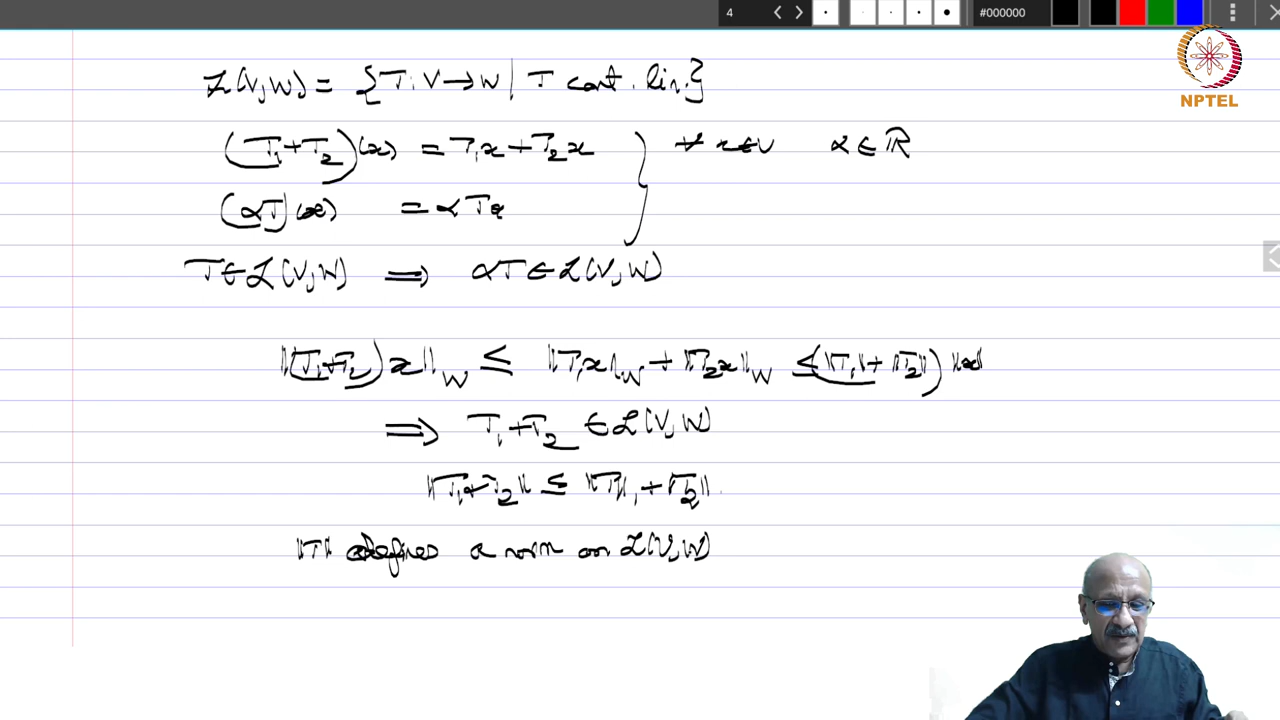 4 #000000
NPTEL
ℒ(V,W) = {T: V → W | T cont. lin.}
(T₁+T₂)(x) = T₁x + T₂x } ∀ x∈V α ∈ ℝ
(αT)(x) = αTx
T ∈ ℒ(V,W) ⟹ αT ∈ ℒ(V,W)
‖(T₁+T₂)x‖_W ≤ ‖T₁x‖_W + ‖T₂x‖_W ≤ (‖T₁‖+‖T₂‖) ‖x‖
⟹ T₁+T₂ ∈ ℒ(V,W)
‖T₁+T₂‖ ≤ ‖T‖₁ + ‖T₂‖.
‖T‖ defines a norm on ℒ(V,W)